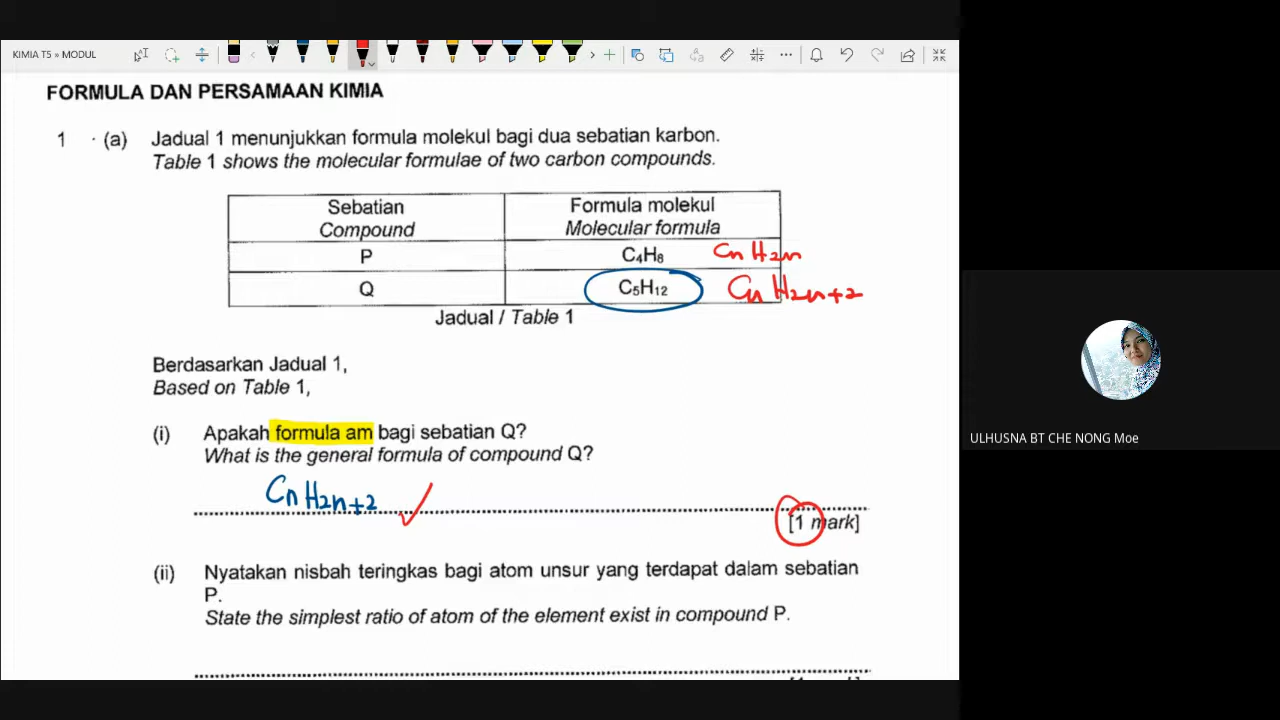 KIMIA T5 » MODUL
FORMULA DAN PERSAMAAN KIMIA
1 · (a) Jadual 1 menunjukkan formula molekul bagi dua sebatian karbon.
Table 1 shows the molecular formulae of two carbon compounds.
Sebatian Formula molekul
Compound Molecular formula
P C₄H₈ CnH2n
Q C₅H₁₂ CnH2n+2
Jadual / Table 1
Berdasarkan Jadual 1,
Based on Table 1,
(i) Apakah formula am bagi sebatian Q?
What is the general formula of compound Q?
CnH2n+2
[1 mark]
(ii) Nyatakan nisbah teringkas bagi atom unsur yang terdapat dalam sebatian
P.
State the simplest ratio of atom of the element exist in compound P.
ULHUSNA BT CHE NONG Moe